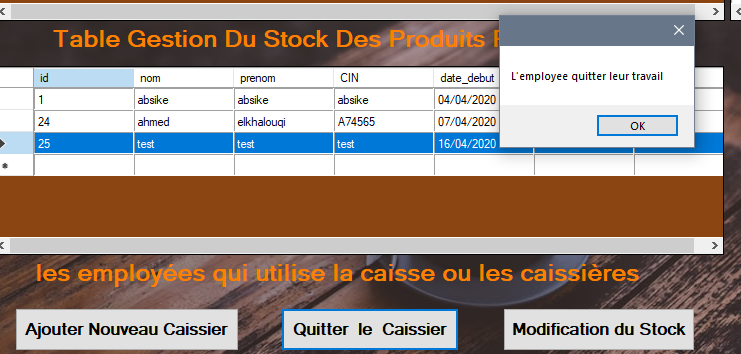 Table Gestion Du Stock Des Produits
L'employee quitter leur travail
OK
id nom prenom CIN date_debut
1 absike absike absike 04/04/2020
24 ahmed elkhalouqi A74565 07/04/2020
25 test test test 16/04/2020
les employées qui utilise la caisse ou les caissières
Ajouter Nouveau Caissier Quitter le Caissier Modification du Stock